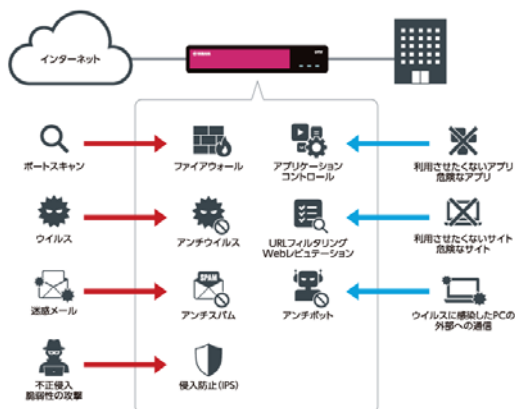 インターネット
YAMAHA
UTX
ポートスキャン
ファイアウォール
アプリケーション
コントロール
利用させたくないアプリ
危険なアプリ
ウイルス
アンチウイルス
URLフィルタリング
Webレピュテーション
利用させたくないサイト
危険なサイト
迷惑メール
SPAM
アンチスパム
アンチボット
ウイルスに感染したPCの
外部への通信
不正侵入
脆弱性の攻撃
侵入防止(IPS)